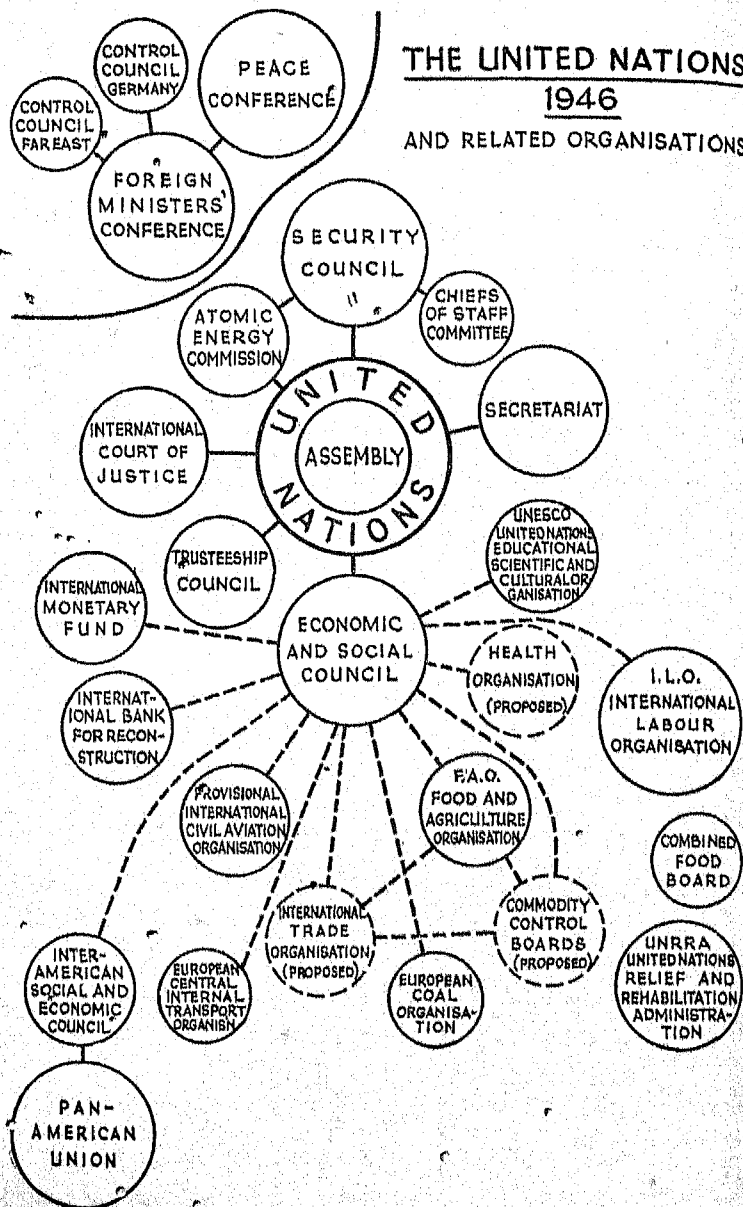 THE UNITED NATIONS
1946
AND RELATED ORGANISATIONS
CONTROL
COUNCIL
GERMANY
PEACE
CONFERENCE
CONTROL
COUNCIL
FAR EAST
FOREIGN
MINISTERS'
CONFERENCE
SECURITY
COUNCIL
ATOMIC
ENERGY
COMMISSION
CHIEFS
OF STAFF
COMMITTEE
UNITED
NATIONS
ASSEMBLY
SECRETARIAT
INTERNATIONAL
COURT OF
JUSTICE
TRUSTEESHIP
COUNCIL
UNESCO
UNITED NATIONS
EDUCATIONAL
SCIENTIFIC AND
CULTURAL OR
GANISATION
INTERNATIONAL
MONETARY
FUND
ECONOMIC
AND SOCIAL
COUNCIL
HEALTH
ORGANISATION
(PROPOSED)
I.L.O.
INTERNATIONAL
LABOUR
ORGANISATION
INTERNAT-
IONAL BANK
FOR RECON-
STRUCTION
PROVISIONAL
INTERNATIONAL
CIVIL AVIATION
ORGANISATION
F.A.O.
FOOD AND
AGRICULTURE
ORGANISATION
COMBINED
FOOD
BOARD
INTERNATIONAL
TRADE
ORGANISATION
(PROPOSED)
COMMODITY
CONTROL
BOARDS
(PROPOSED)
INTER-
AMERICAN
SOCIAL AND
ECONOMIC
COUNCIL
EUROPEAN
CENTRAL
INTERNAL
TRANSPORT
ORGANISN
EUROPEAN
COAL
ORGANISA-
TION
UNRRA
UNITED NATIONS
RELIEF AND
REHABILITATION
ADMINISTRA-
TION
PAN-
AMERICAN
UNION